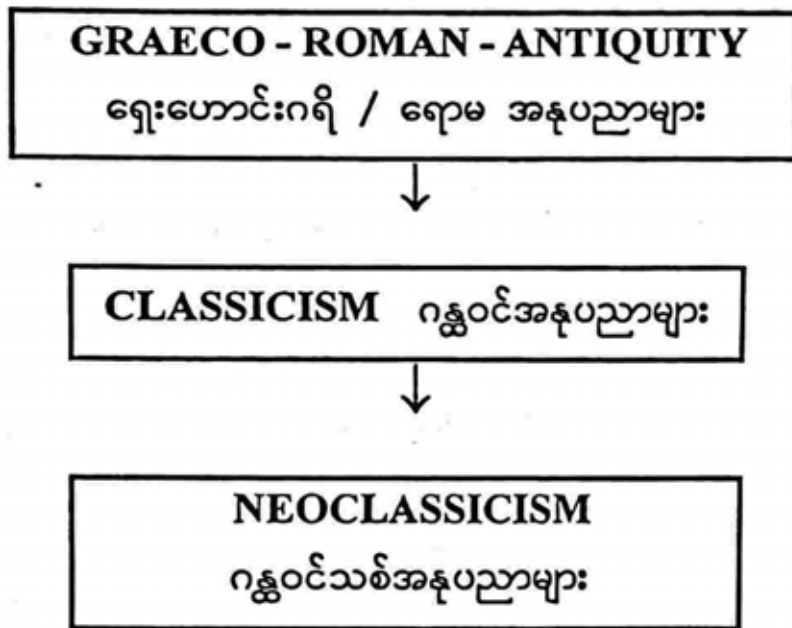 GRAECO - ROMAN - ANTIQUITY
ရှေးဟောင်းဂရိ / ရောမ အနုပညာများ
CLASSICISM ဂန္ထဝင်အနုပညာများ
NEOCLASSICISM
ဂန္ထဝင်သစ်အနုပညာများ